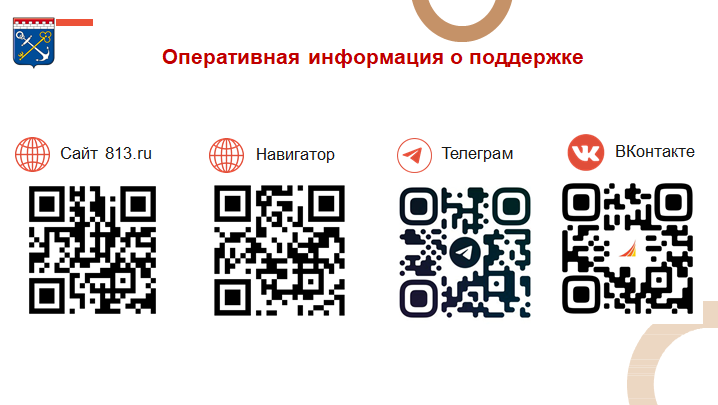 Оперативная информация о поддержке
Сайт 813.ru
Навигатор
Телеграм
ВКонтакте